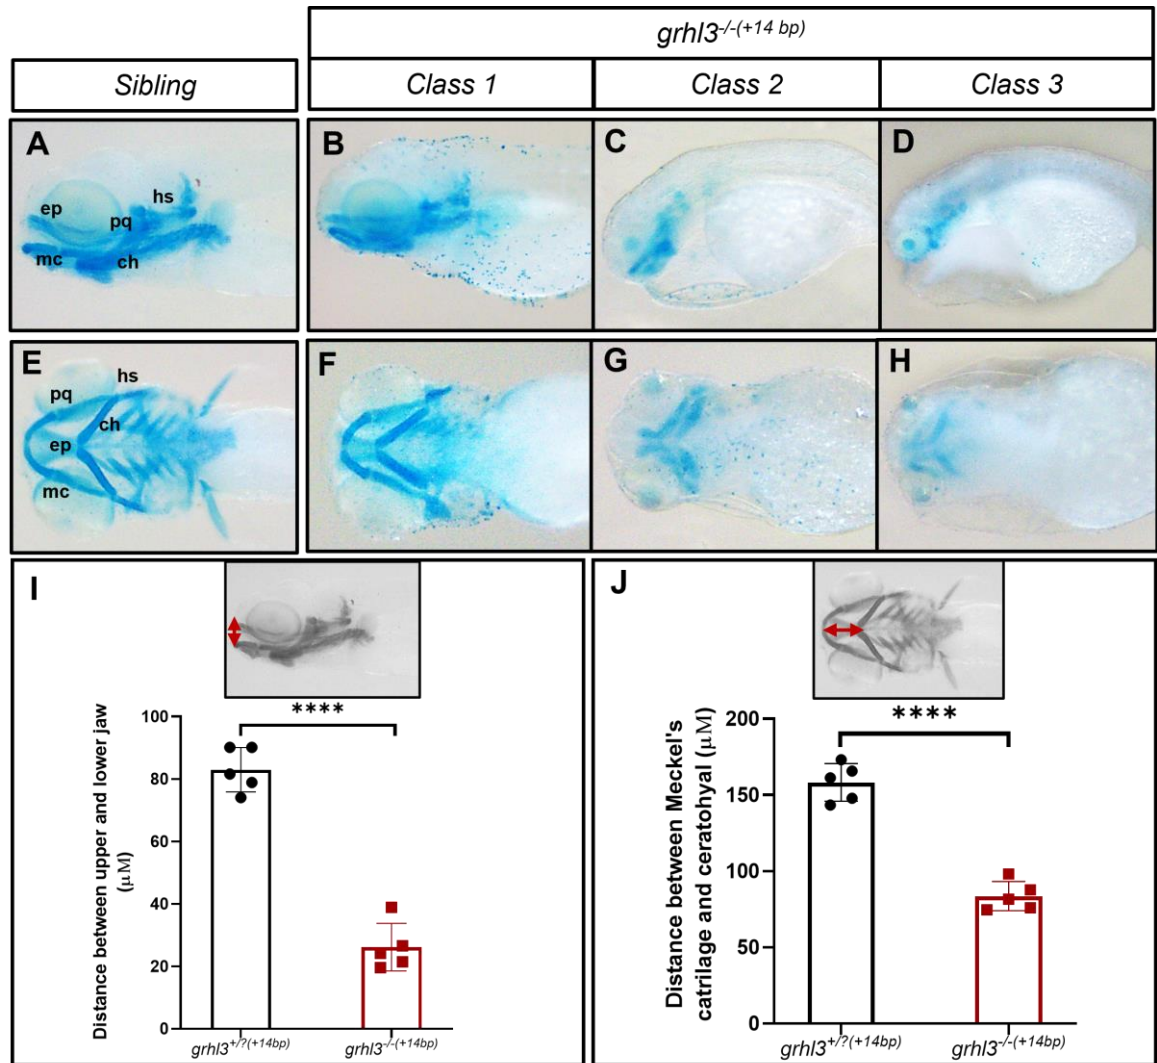 grhl3-/-(+14 bp)
Sibling
Class 1
Class 2
Class 3
A
ep
pq
hs
mc
ch
B
C
D
E
pq
hs
ch
ep
mc
F
G
H
I
****
Distance between upper and lower jaw
(μM)
100
80
60
40
20
0
grhl3+/?(+14bp)
grhl3-/-(+14bp)
J
****
Distance between Meckel's
catrilage and ceratohyal (μM)
200
150
100
50
0
grhl3+/?(+14bp)
grhl3-/-(+14bp)